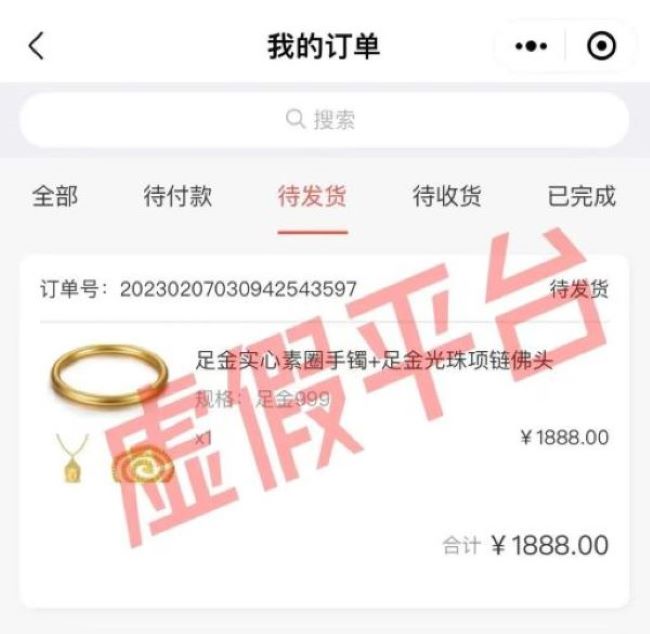 我的订单
搜索
全部 待付款 待发货 待收货 已完成
订单号：20230207030942543597 待发货
足金实心素圈手镯+足金光珠项链佛头
规格：足金999
x1 ￥1888.00
合计 ￥1888.00
虚假平台